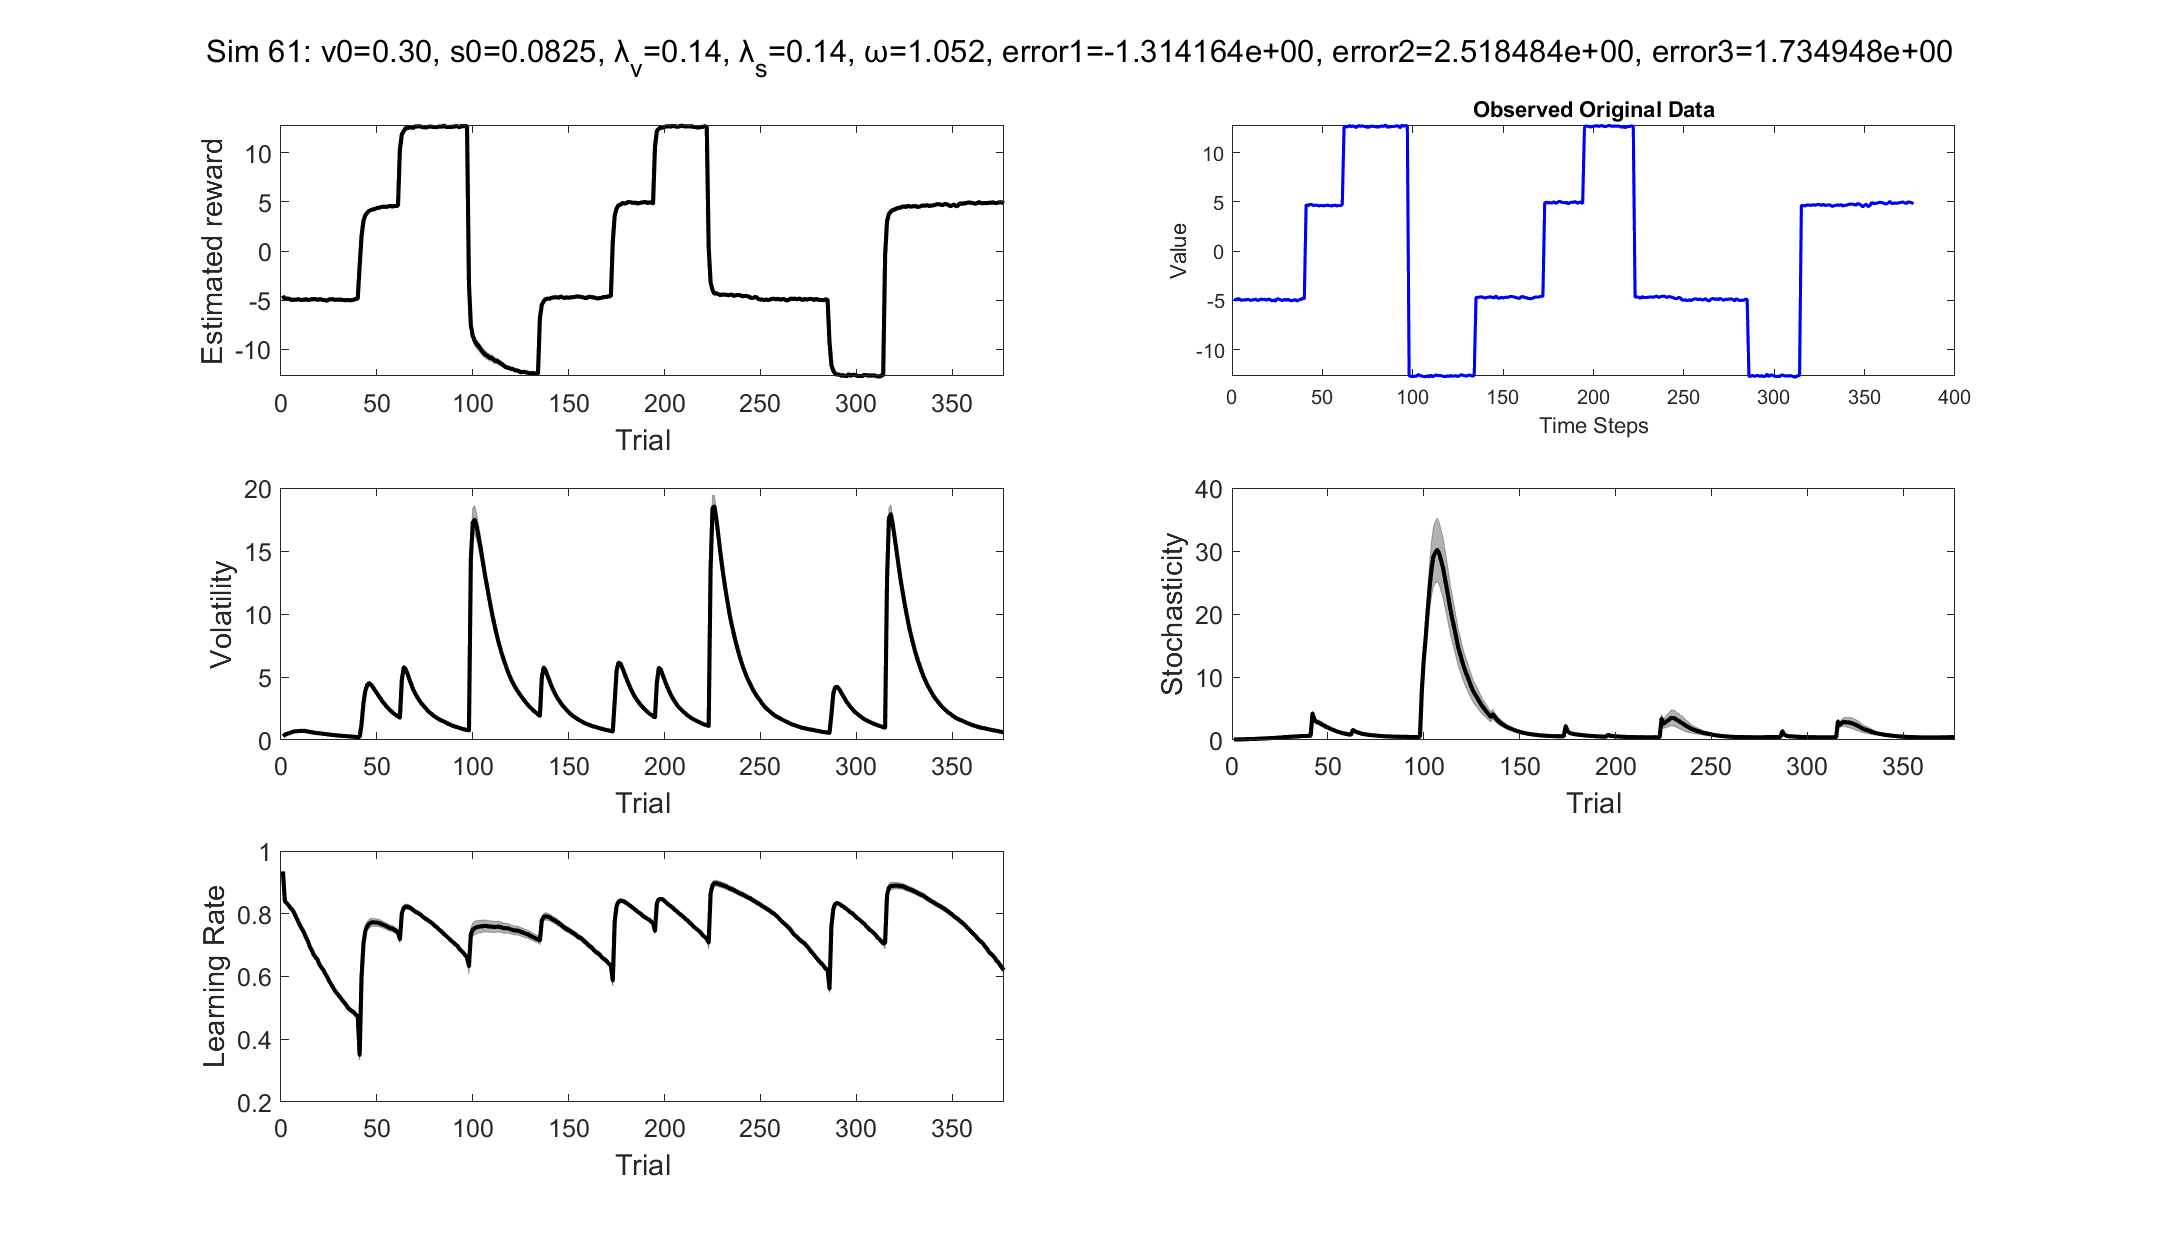 Sim 61: v0=0.30, s0=0.0825, λv=0.14, λs=0.14, ω=1.052, error1=-1.314164e+00, error2=2.518484e+00, error3=1.734948e+00
Estimated reward
10
5
0
-5
-10
0 50 100 150 200 250 300 350
Trial
Observed Original Data
Value
10
5
0
-5
-10
0 50 100 150 200 250 300 350 400
Time Steps
Volatility
20
15
10
5
0
0 50 100 150 200 250 300 350
Trial
Stochasticity
40
30
20
10
0
0 50 100 150 200 250 300 350
Trial
Learning Rate
1
0.8
0.6
0.4
0.2
0 50 100 150 200 250 300 350
Trial